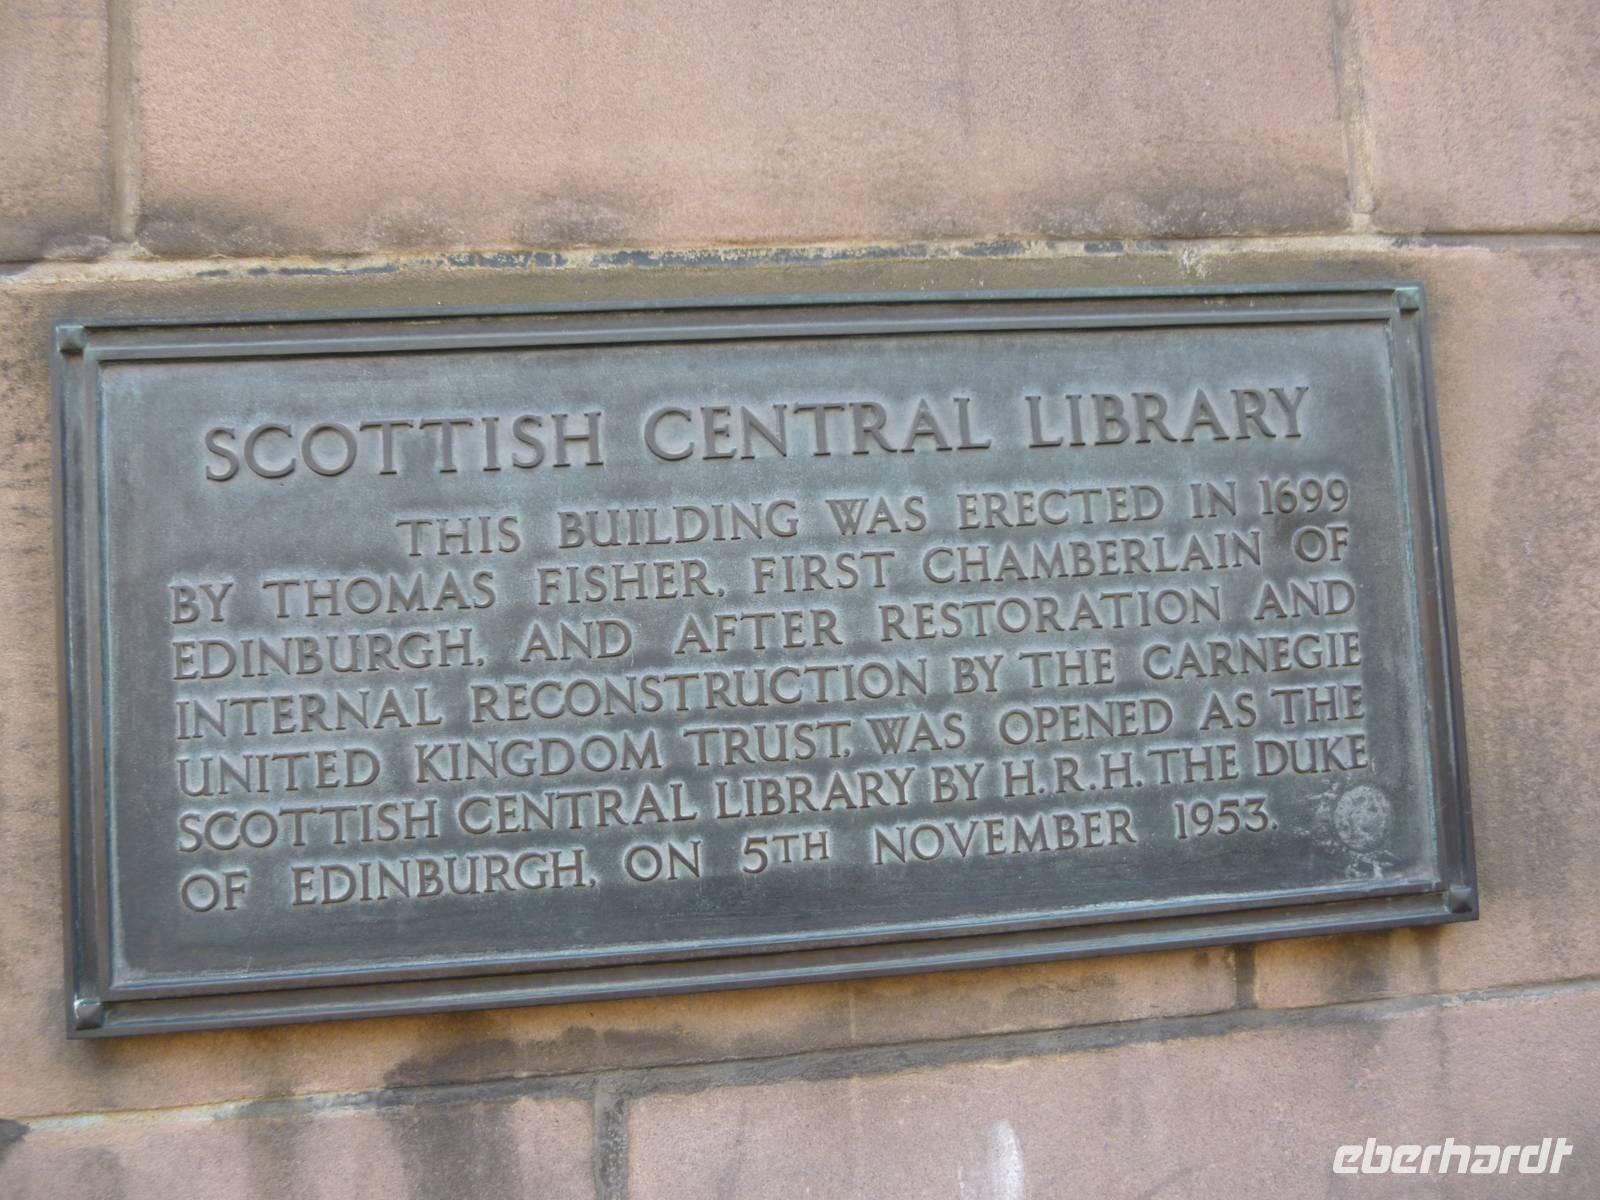 SCOTTISH CENTRAL LIBRARY
THIS BUILDING WAS ERECTED IN 1699
BY THOMAS FISHER, FIRST CHAMBERLAIN OF
EDINBURGH, AND AFTER RESTORATION AND
INTERNAL RECONSTRUCTION BY THE CARNEGIE
UNITED KINGDOM TRUST, WAS OPENED AS THE
SCOTTISH CENTRAL LIBRARY BY H.R.H. THE DUKE
OF EDINBURGH, ON 5TH NOVEMBER 1953.
eberhardt